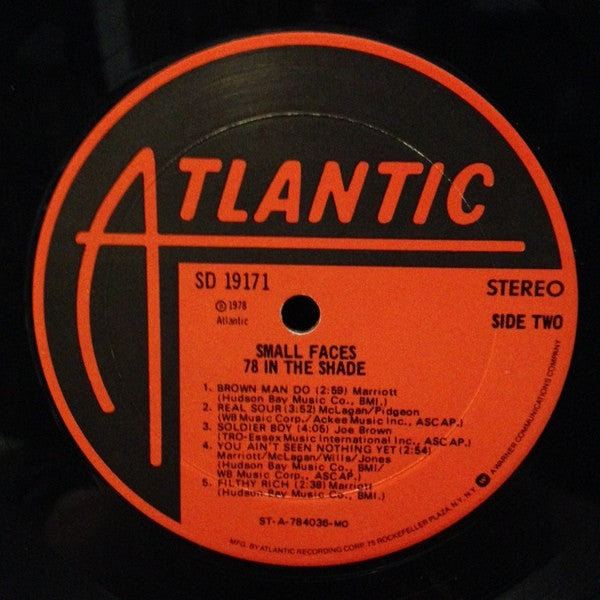 ATLANTIC
SD 19171
STEREO
Ⓟ 1978
Atlantic
SIDE TWO
SMALL FACES
78 IN THE SHADE
1. BROWN MAN DO (2:59) Marriott
(Hudson Bay Music Co., BMI.)
2. REAL SOUR (3:52) McLagan/Pidgeon
(WB Music Corp./Ackee Music Inc., ASCAP.)
3. SOLDIER BOY (4:05) Joe Brown
(TRO-Essex Music International Inc., ASCAP.)
4. YOU AIN'T SEEN NOTHING YET (2:54)
Marriott/McLagan/Wills/Jones
(Hudson Bay Music Co., BMI/
WB Music Corp., ASCAP.)
5. FILTHY RICH (2:38) Marriott
(Hudson Bay Music Co., BMI.)
ST-A-784036-MO
MFG. BY ATLANTIC RECORDING CORP. 75 ROCKEFELLER PLAZA, N.Y. N.Y. A WARNER COMMUNICATIONS COMPANY